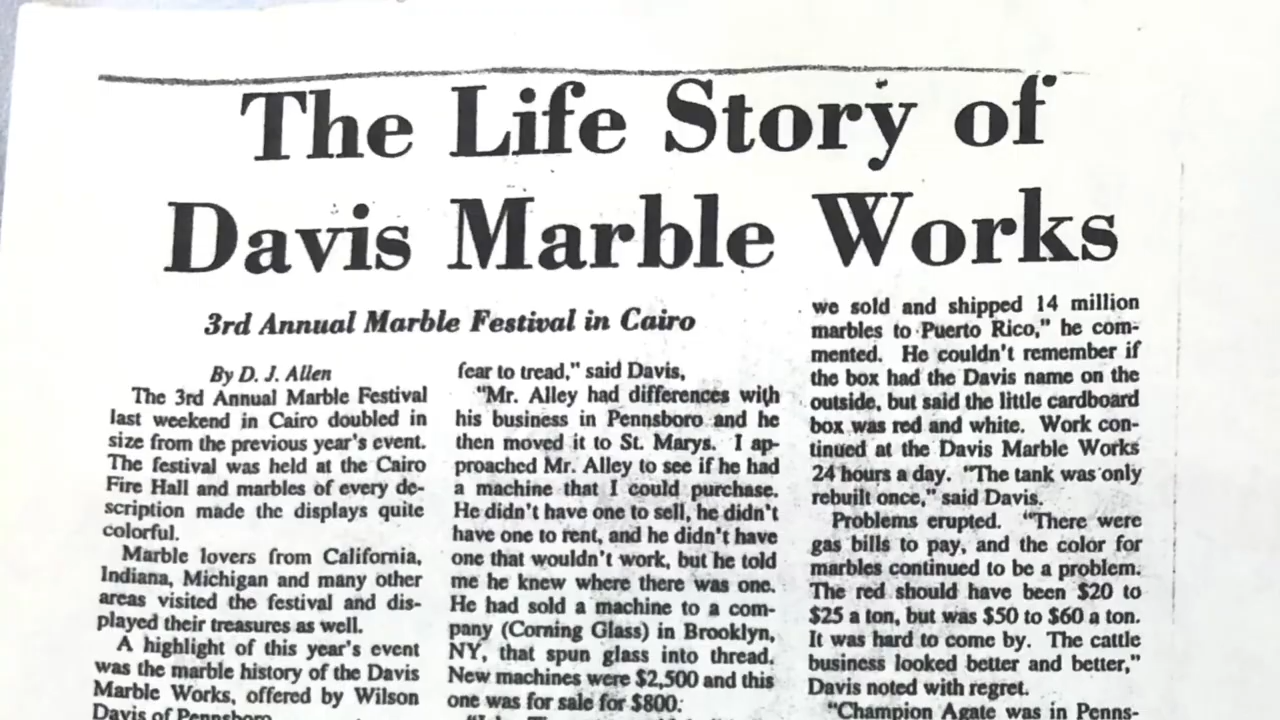 The Life Story of
Davis Marble Works
3rd Annual Marble Festival in Cairo
By D. J. Allen
The 3rd Annual Marble Festival
last weekend in Cairo doubled in
size from the previous year's event.
The festival was held at the Cairo
Fire Hall and marbles of every de-
scription made the displays quite
colorful.
Marble lovers from California,
Indiana, Michigan and many other
areas visited the festival and dis-
played their treasures as well.
A highlight of this year's event
was the marble history of the Davis
Marble Works, offered by Wilson
Davis of Pennsboro
fear to tread," said Davis,
"Mr. Alley had differences with
his business in Pennsboro and he
then moved it to St. Marys. I ap-
proached Mr. Alley to see if he had
a machine that I could purchase.
He didn't have one to sell, he didn't
have one to rent, and he didn't have
one that wouldn't work, but he told
me he knew where there was one.
He had sold a machine to a com-
pany (Corning Glass) in Brooklyn,
NY, that spun glass into thread.
New machines were $2,500 and this
one was for sale for $800.
we sold and shipped 14 million
marbles to Puerto Rico," he com-
mented. He couldn't remember if
the box had the Davis name on the
outside, but said the little cardboard
box was red and white. Work con-
tinued at the Davis Marble Works
24 hours a day. "The tank was only
rebuilt once," said Davis.
Problems erupted. "There were
gas bills to pay, and the color for
marbles continued to be a problem.
The red should have been $20 to
$25 a ton, but was $50 to $60 a ton.
It was hard to come by. The cattle
business looked better and better,"
Davis noted with regret.
"Champion Agate was in Penns-